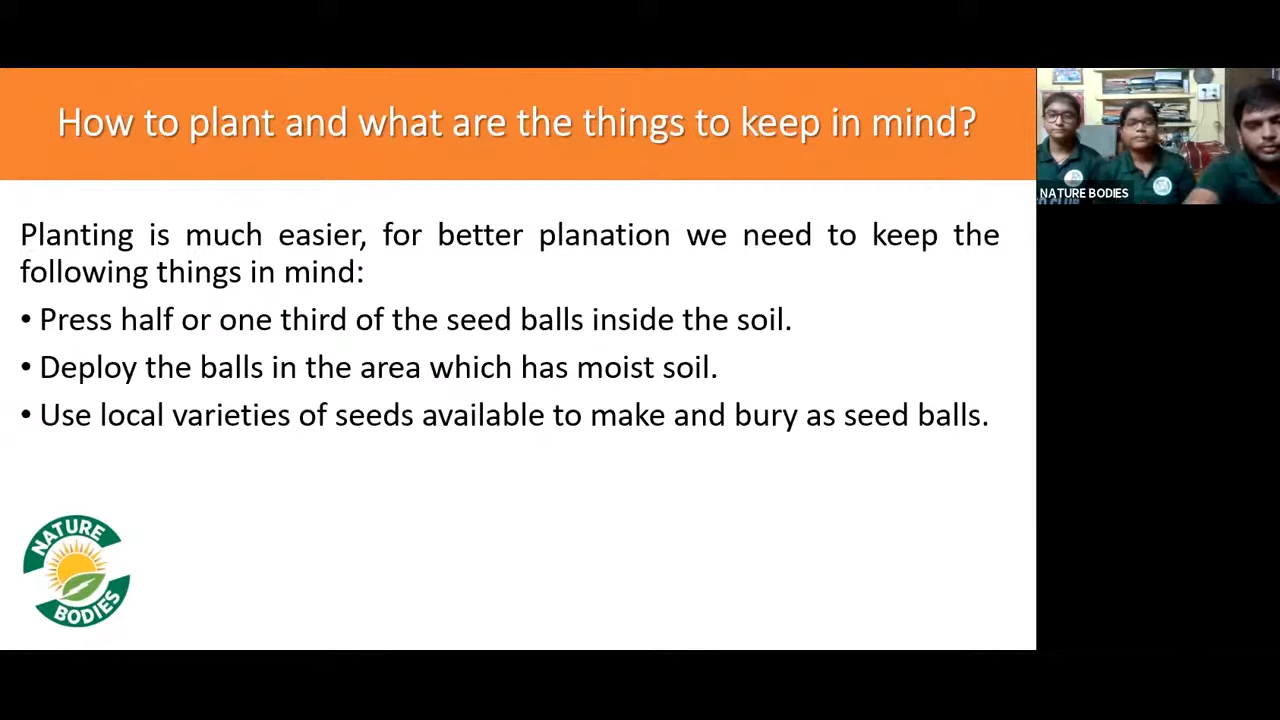 How to plant and what are the things to keep in mind?
NATURE BODIES
Planting is much easier, for better planation we need to keep the
following things in mind:
• Press half or one third of the seed balls inside the soil.
• Deploy the balls in the area which has moist soil.
• Use local varieties of seeds available to make and bury as seed balls.
NATURE
BODIES